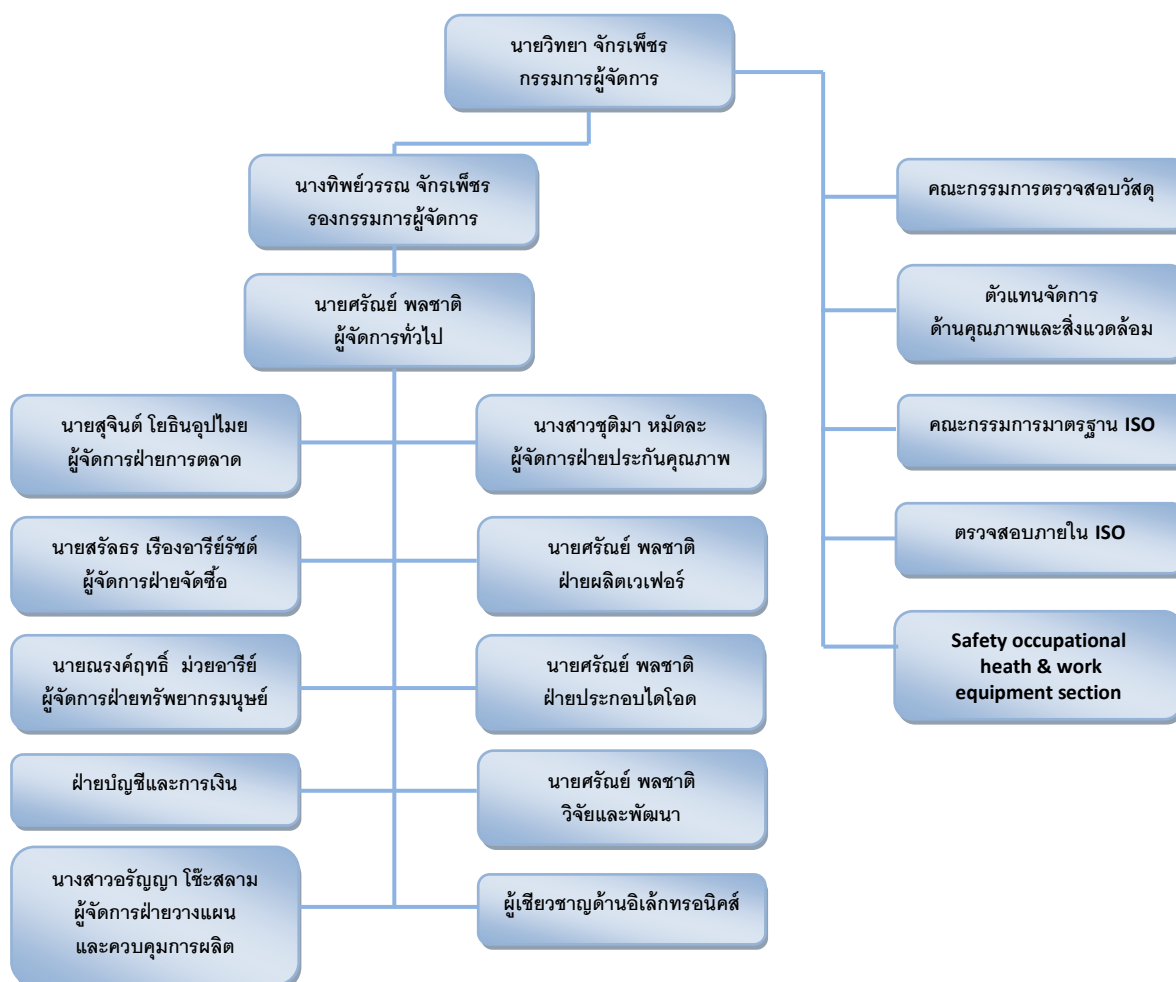 นายวิทยา จักรเพ็ชร
กรรมการผู้จัดการ
นางทิพย์วรรณ จักรเพ็ชร
รองกรรมการผู้จัดการ
นายศรัณย์ พลชาติ
ผู้จัดการทั่วไป
นายสุจินต์ โยธินอุปไมย
ผู้จัดการฝ่ายการตลาด
นางสาวชุติมา หมัดละ
ผู้จัดการฝ่ายประกันคุณภาพ
นายสรัลธร เรืองอารีย์รัชต์
ผู้จัดการฝ่ายจัดซื้อ
นายศรัณย์ พลชาติ
ฝ่ายผลิตเวเฟอร์
นายณรงค์ฤทธิ์ ม่วยอารีย์
ผู้จัดการฝ่ายทรัพยากรมนุษย์
นายศรัณย์ พลชาติ
ฝ่ายประกอบไดโอด
ฝ่ายบัญชีและการเงิน
นายศรัณย์ พลชาติ
วิจัยและพัฒนา
นางสาวอรัญญา โซ๊ะสลาม
ผู้จัดการฝ่ายวางแผน
และควบคุมการผลิต
ผู้เชียวชาญด้านอิเล้กทรอนิคส์
คณะกรรมการตรวจสอบวัสดุ
ตัวแทนจัดการ
ด้านคุณภาพและสิ่งแวดล้อม
คณะกรรมการมาตรฐาน ISO
ตรวจสอบภายใน ISO
Safety occupational
heath & work
equipment section